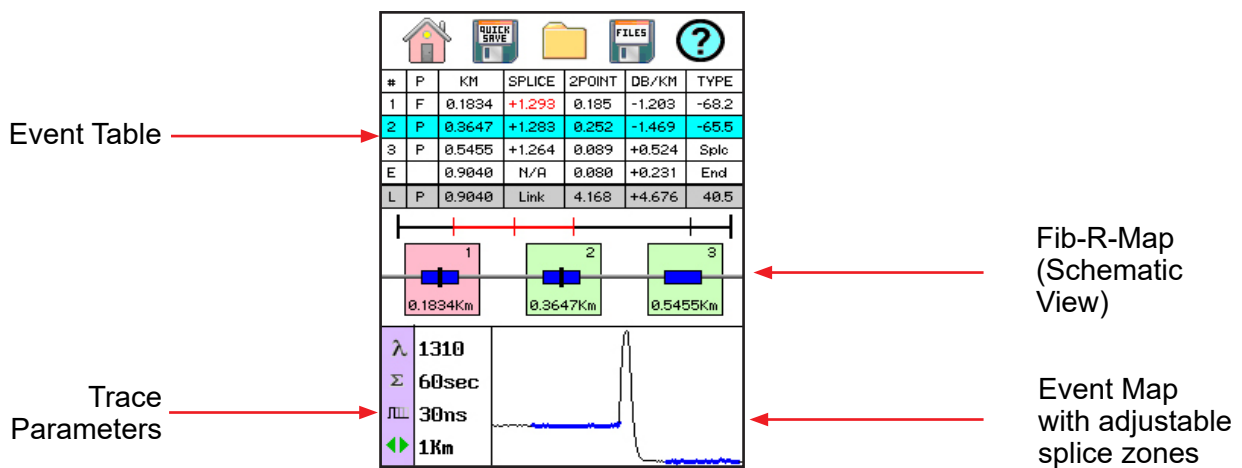 QUICK SAVE
FILES
?
# P KM SPLICE 2POINT DB/KM TYPE
1 F 0.1834 +1.293 0.185 -1.203 -68.2
2 P 0.3647 +1.283 0.252 -1.469 -65.5
3 P 0.5455 +1.264 0.089 +0.524 Splc
E 0.9040 N/A 0.080 +0.231 End
L P 0.9040 Link 4.168 +4.676 40.5
Event Table
1 2 3
0.1834Km 0.3647Km 0.5455Km
Fib-R-Map
(Schematic
View)
λ 1310
Σ 60sec
30ns
1Km
Trace
Parameters
Event Map
with adjustable
splice zones